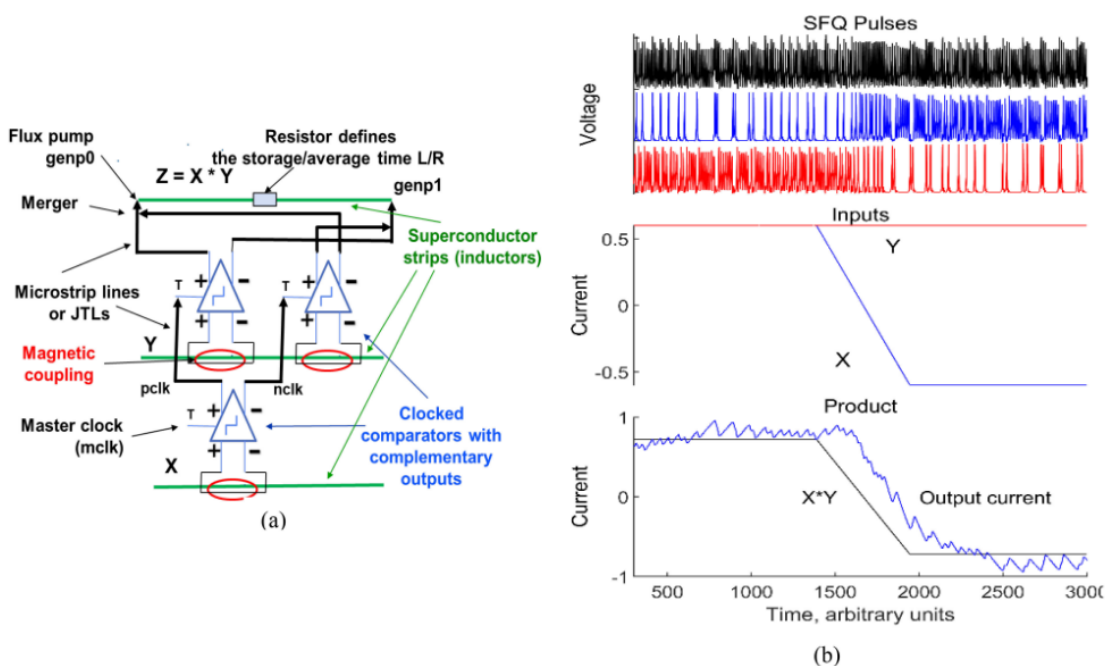 Flux pump
genp0
Resistor defines
the storage/average time L/R
Z = X * Y
genp1
Merger
Superconductor
strips (inductors)
T
+
-
T
+
-
Microstrip lines
or JTLs
+
-
+
-
Y
Magnetic
coupling
pclk
nclk
Master clock
(mclk)
T
+
-
Clocked
comparators with
complementary
outputs
+
-
X
(a)
SFQ Pulses
Voltage
Inputs
0.5
Y
Current
0
X
-0.5
Product
1
Current
X*Y
Output current
0
-1
500
1000
1500
2000
2500
3000
Time, arbitrary units
(b)